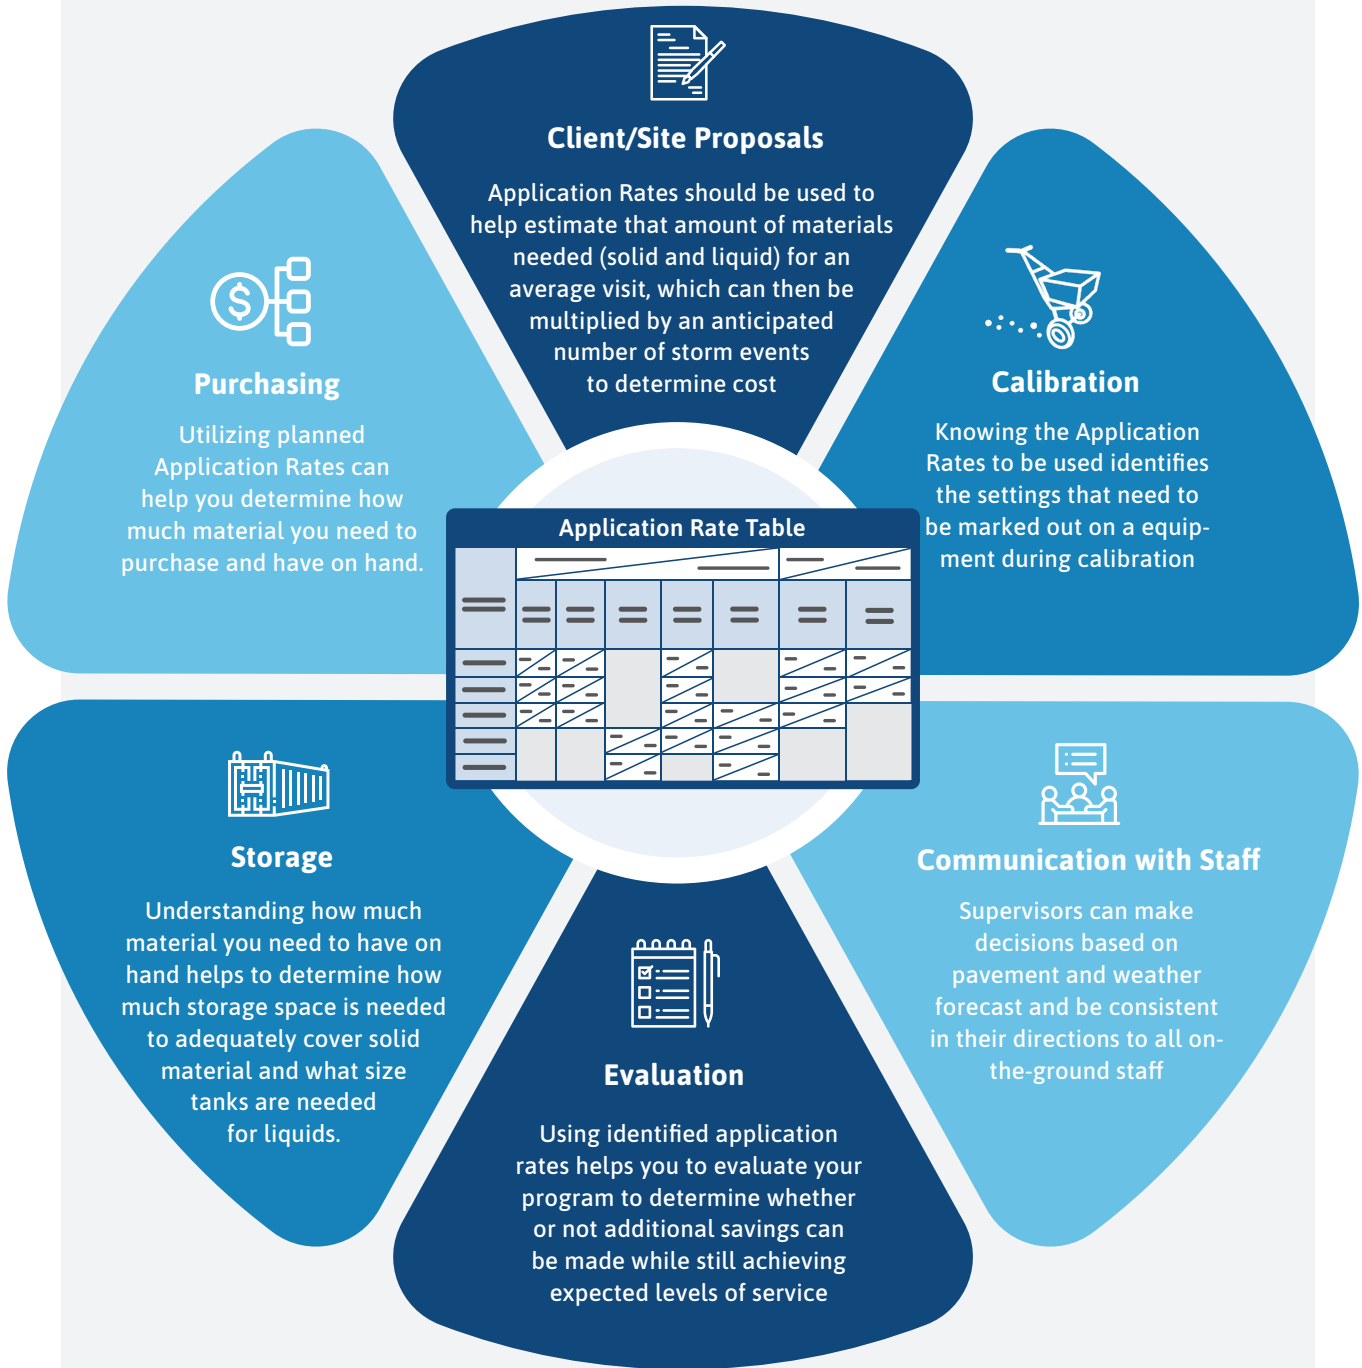 Client/Site Proposals
Application Rates should be used to
help estimate that amount of materials
needed (solid and liquid) for an
average visit, which can then be
multiplied by an anticipated
number of storm events
to determine cost
Calibration
Knowing the Application
Rates to be used identifies
the settings that need to
be marked out on a equip-
ment during calibration
Communication with Staff
Supervisors can make
decisions based on
pavement and weather
forecast and be consistent
in their directions to all on-
the-ground staff
Evaluation
Using identified application
rates helps you to evaluate your
program to determine whether
or not additional savings can
be made while still achieving
expected levels of service
Storage
Understanding how much
material you need to have on
hand helps to determine how
much storage space is needed
to adequately cover solid
material and what size
tanks are needed
for liquids.
$
Purchasing
Utilizing planned
Application Rates can
help you determine how
much material you need to
purchase and have on hand.
Application Rate Table